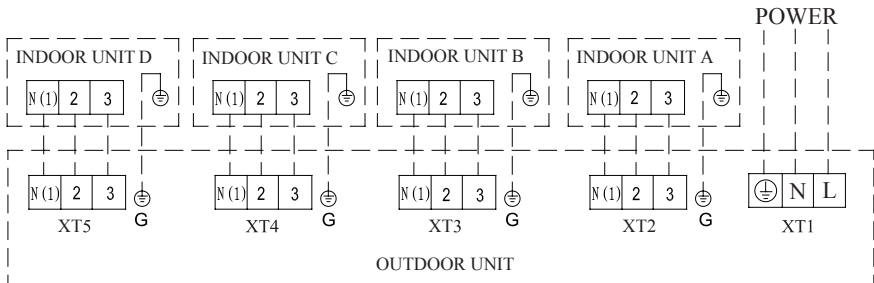 POWER
INDOOR UNIT D INDOOR UNIT C INDOOR UNIT B INDOOR UNIT A
N (1) 2 3 N (1) 2 3 N (1) 2 3 N (1) 2 3
N (1) 2 3 N (1) 2 3 N (1) 2 3 N (1) 2 3 N L
G G G G
XT5 XT4 XT3 XT2 XT1
OUTDOOR UNIT